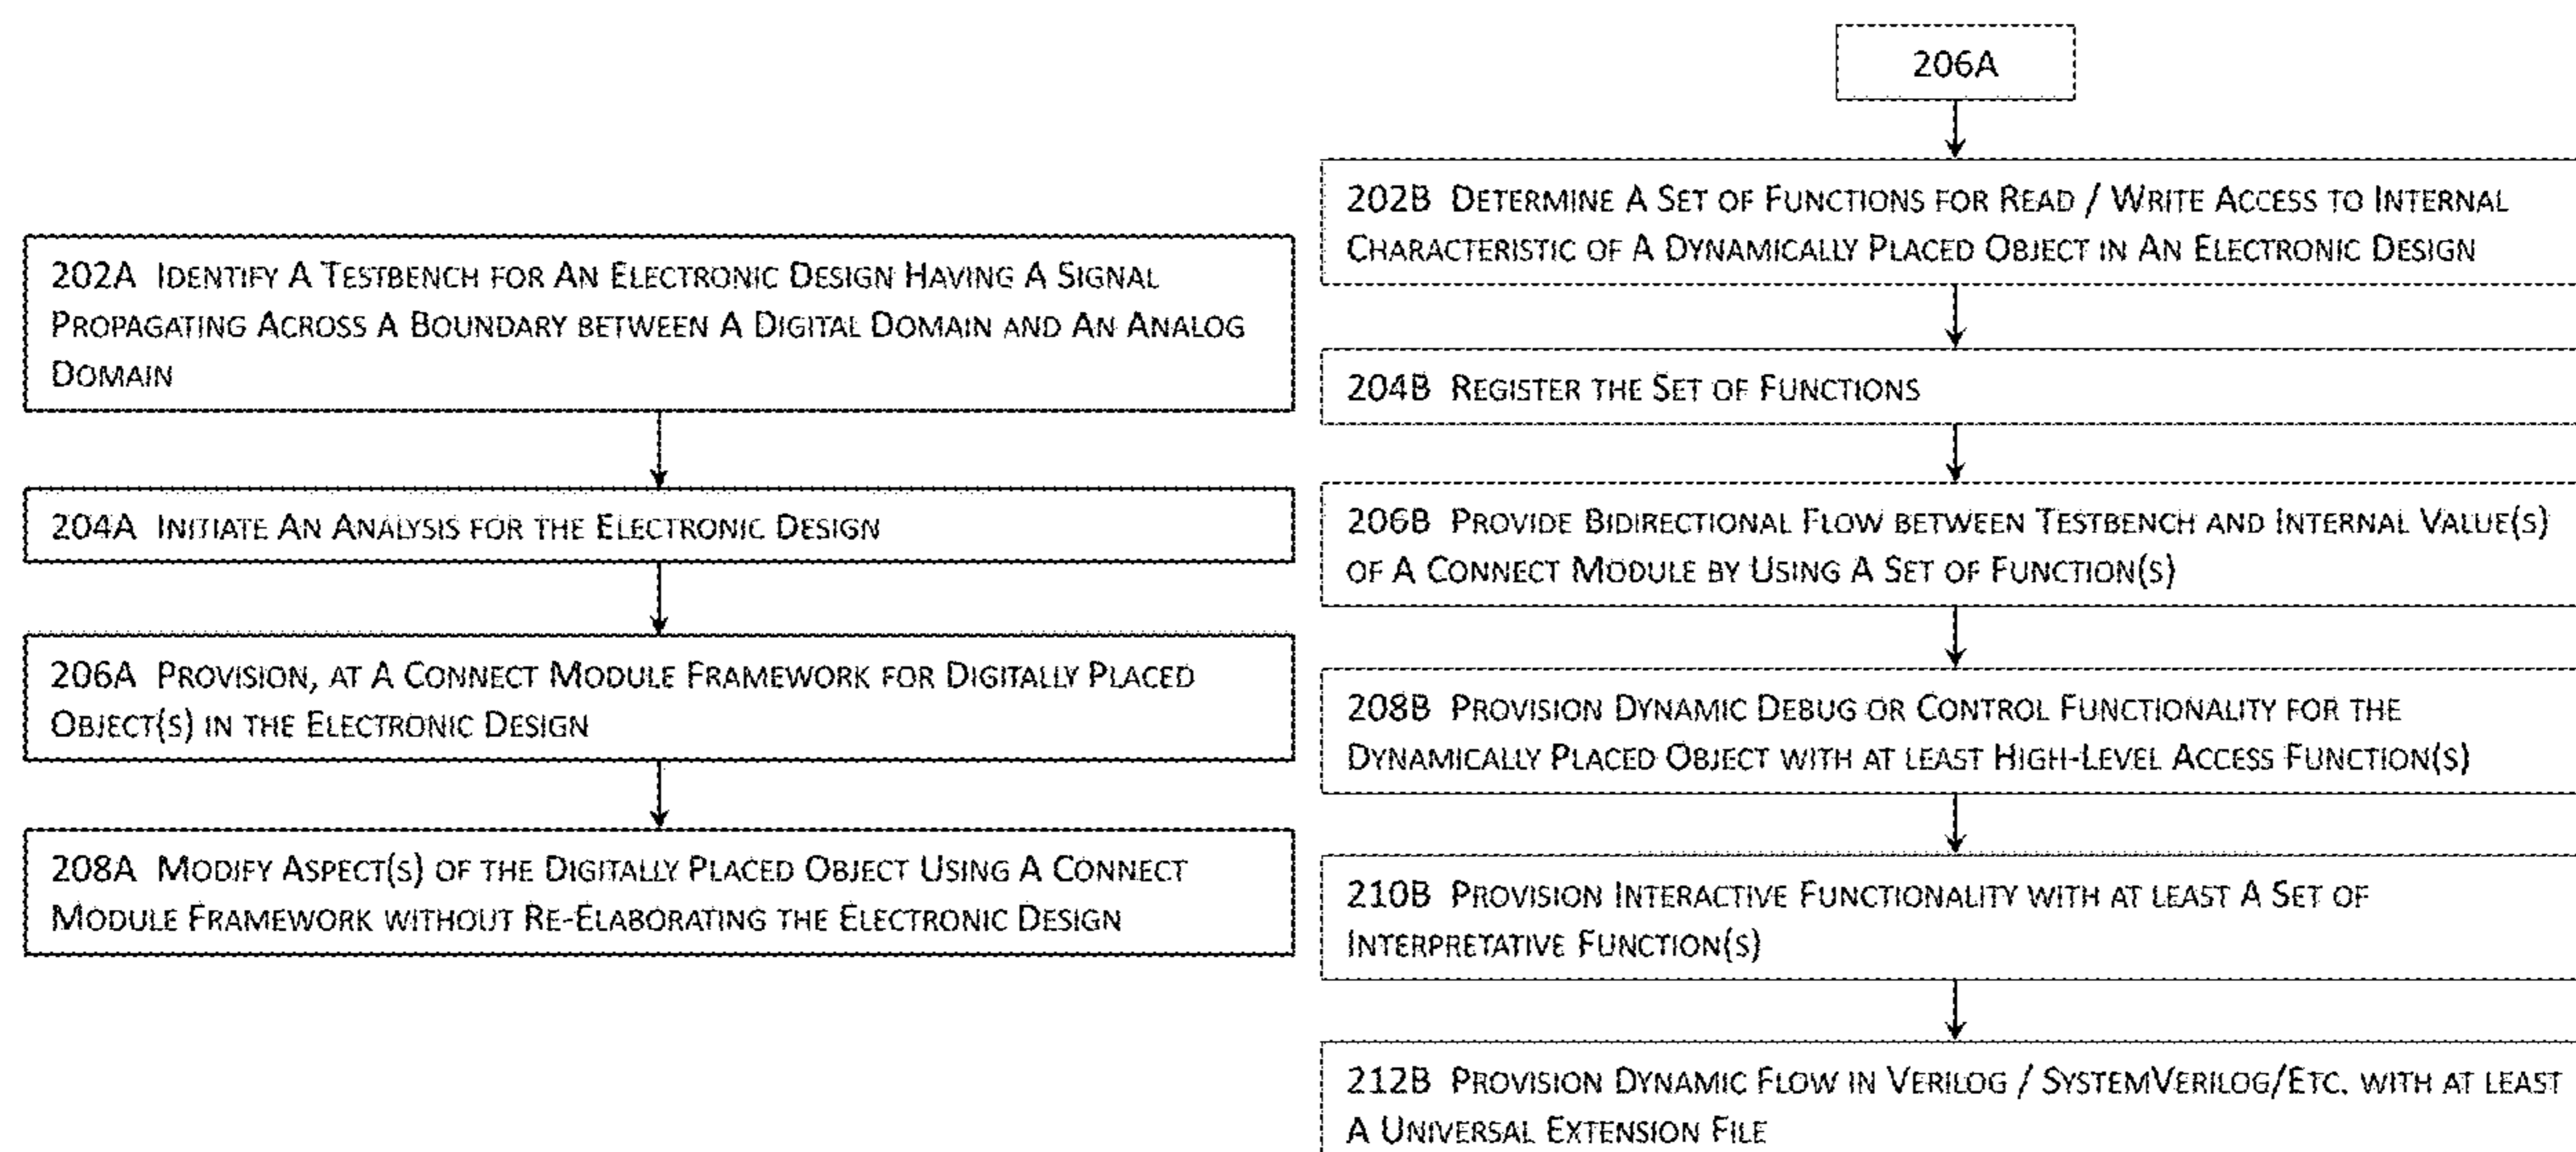 202A IDENTIFY A TESTBENCH FOR AN ELECTRONIC DESIGN HAVING A SIGNAL
PROPAGATING ACROSS A BOUNDARY BETWEEN A DIGITAL DOMAIN AND AN ANALOG
DOMAIN
204A INITIATE AN ANALYSIS FOR THE ELECTRONIC DESIGN
206A PROVISION, AT A CONNECT MODULE FRAMEWORK FOR DIGITALLY PLACED
OBJECT(S) IN THE ELECTRONIC DESIGN
208A MODIFY ASPECT(S) OF THE DIGITALLY PLACED OBJECT USING A CONNECT
MODULE FRAMEWORK WITHOUT RE-ELABORATING THE ELECTRONIC DESIGN
206A
202B DETERMINE A SET OF FUNCTIONS FOR READ / WRITE ACCESS TO INTERNAL
CHARACTERISTIC OF A DYNAMICALLY PLACED OBJECT IN AN ELECTRONIC DESIGN
204B REGISTER THE SET OF FUNCTIONS
206B PROVIDE BIDIRECTIONAL FLOW BETWEEN TESTBENCH AND INTERNAL VALUE(S)
OF A CONNECT MODULE BY USING A SET OF FUNCTION(S)
208B PROVISION DYNAMIC DEBUG OR CONTROL FUNCTIONALITY FOR THE
DYNAMICALLY PLACED OBJECT WITH AT LEAST HIGH-LEVEL ACCESS FUNCTION(S)
210B PROVISION INTERACTIVE FUNCTIONALITY WITH AT LEAST A SET OF
INTERPRETATIVE FUNCTION(S)
212B PROVISION DYNAMIC FLOW IN VERILOG / SYSTEMVERILOG/ETC. WITH AT LEAST
A UNIVERSAL EXTENSION FILE